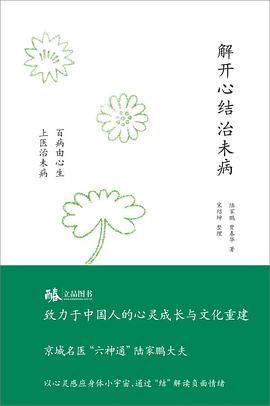 解开心结治未病
百病由心生
上医治未病
陆家鹏 贾春华 著
宋绍坤 整理
立品图书
致力于中国人的心灵成长与文化重建
京城名医“六神通”陆家鹏大夫
以心灵感应身体小宇宙，通过“结”解读负面情绪